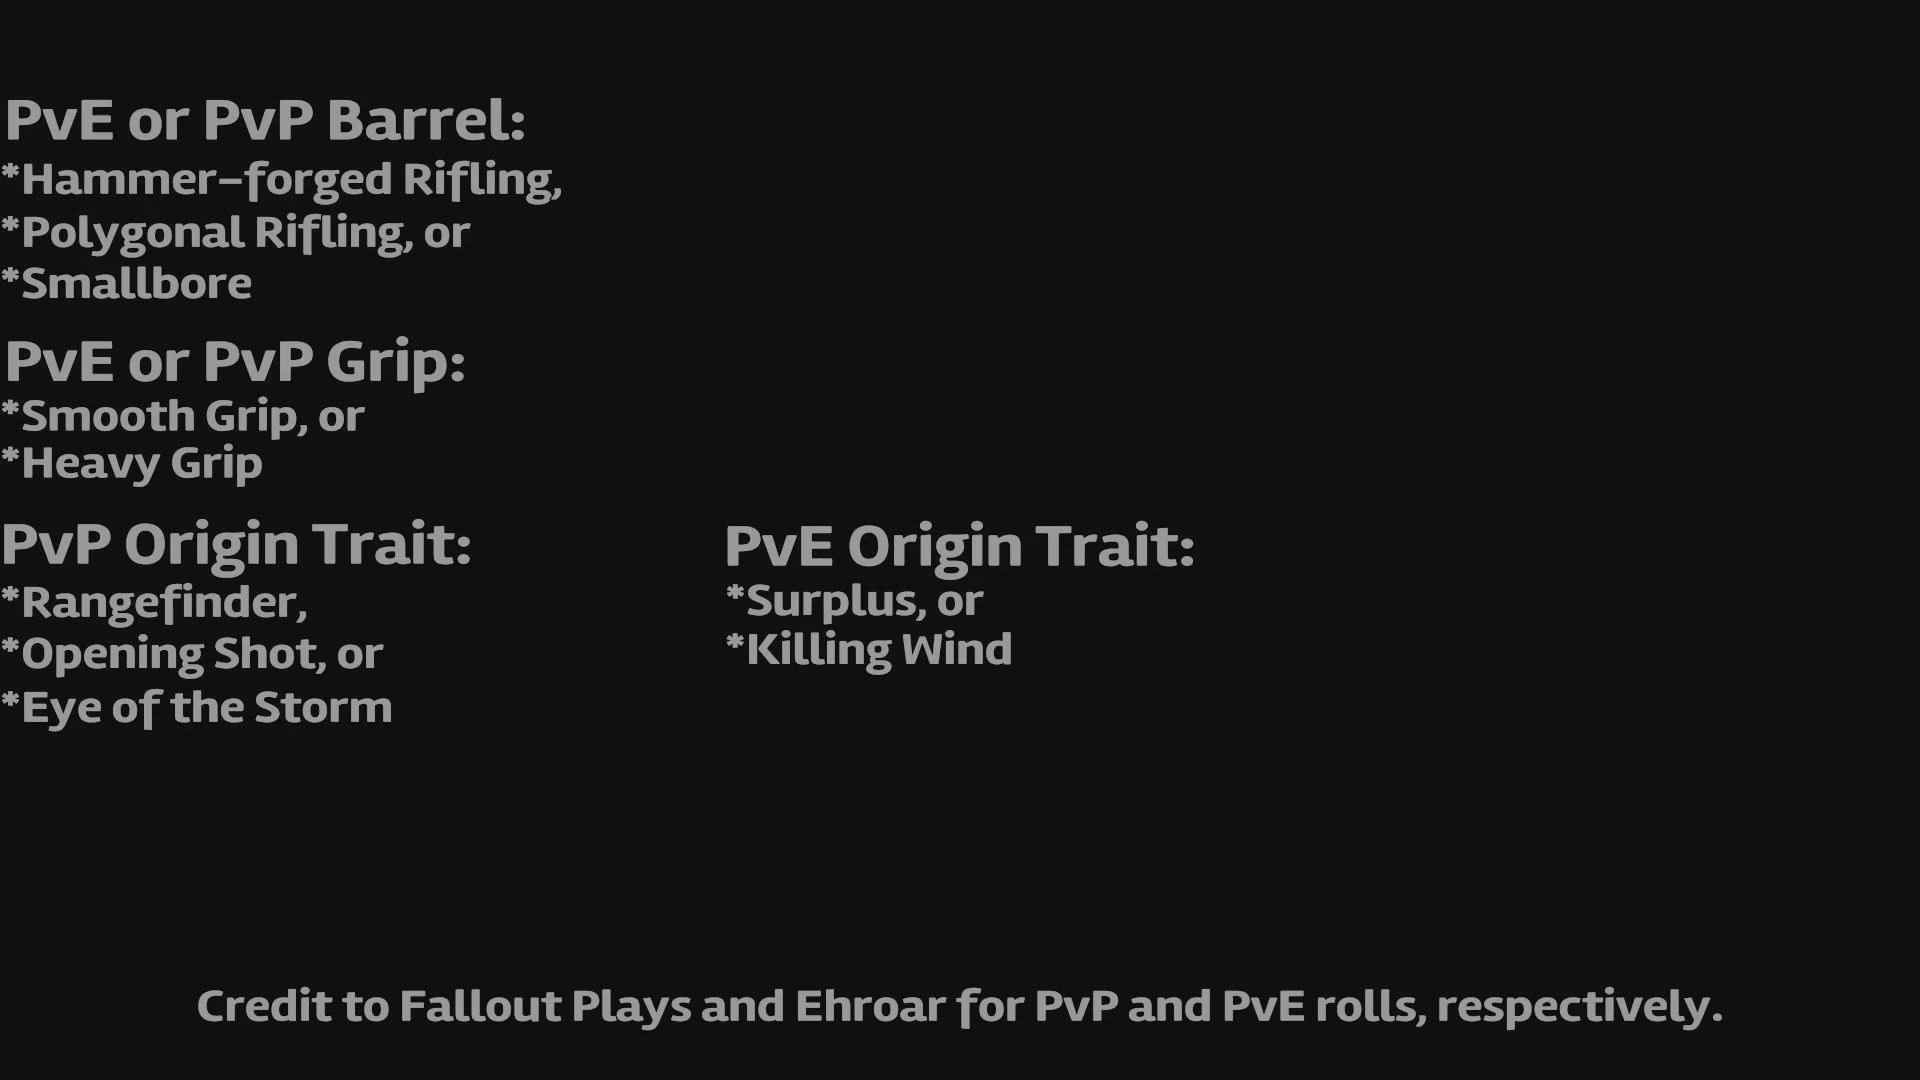 PvE or PvP Barrel:
*Hammer-forged Rifling,
*Polygonal Rifling, or
*Smallbore
PvE or PvP Grip:
*Smooth Grip, or
*Heavy Grip
PvP Origin Trait:
*Rangefinder,
*Opening Shot, or
*Eye of the Storm
PvE Origin Trait:
*Surplus, or
*Killing Wind
Credit to Fallout Plays and Ehroar for PvP and PvE rolls, respectively.